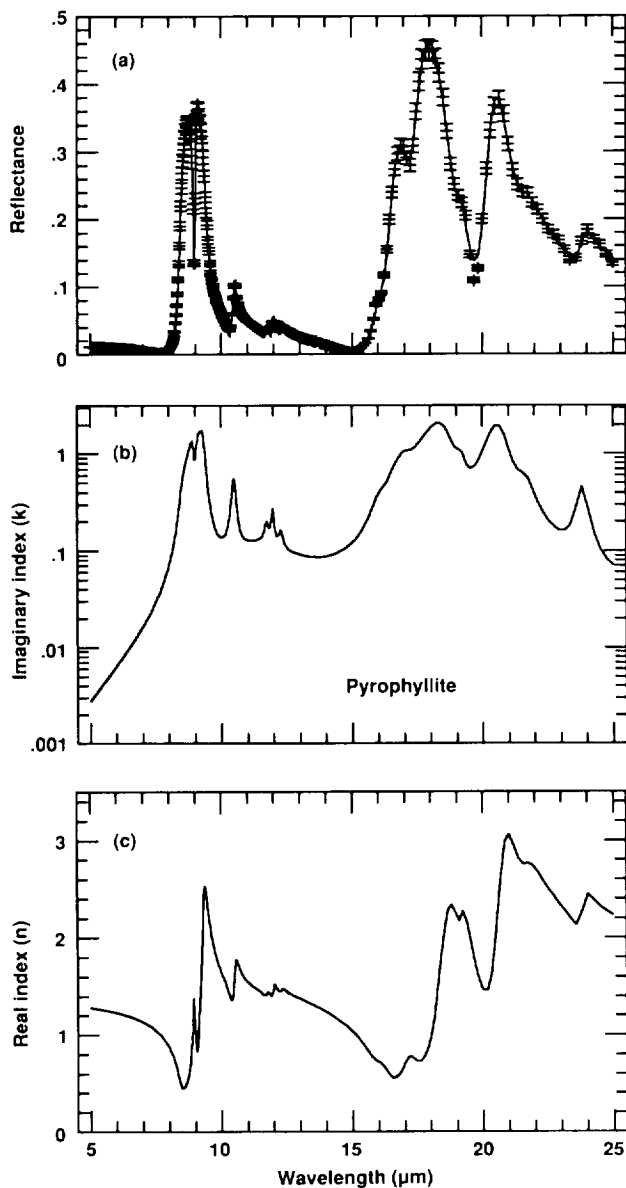 .5
.4
.3
.2
.1
0
Reflectance
(a)
1
.1
.01
.001
Imaginary index (k)
(b)
Pyrophyllite
3
2
1
0
Real index (n)
(c)
5
10
15
20
25
Wavelength (µm)